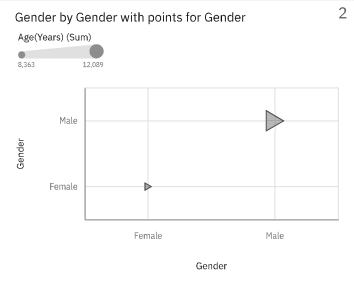 Gender by Gender with points for Gender
2
Age(Years) (Sum)
8,363 12,089
Male
Gender
Female
Female Male
Gender